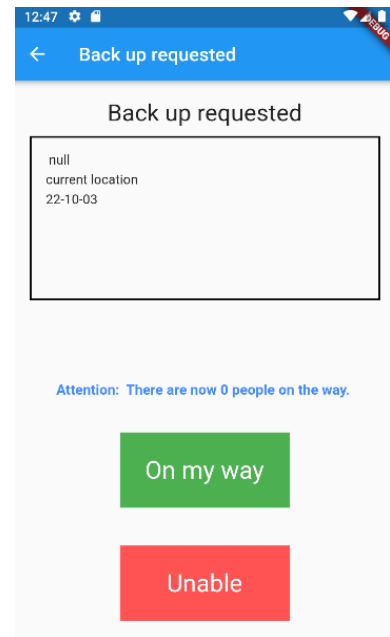 12:47
DEBUG
Back up requested
Back up requested
null
current location
22-10-03
Attention: There are now 0 people on the way.
On my way
Unable